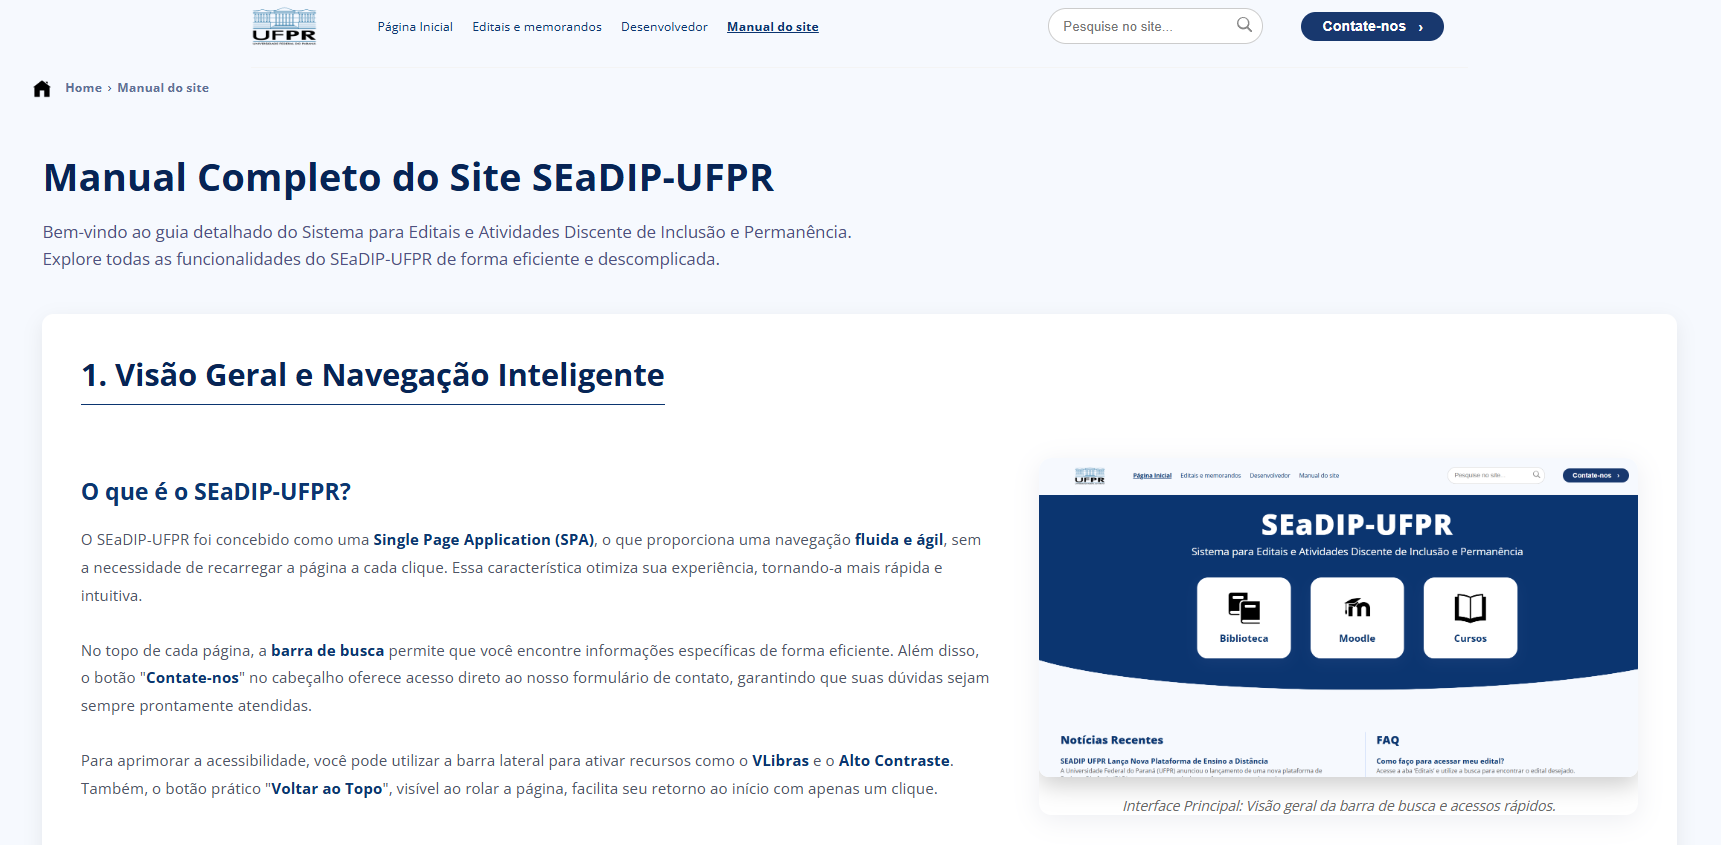 UFPR
UNIVERSIDADE FEDERAL DO PARANÁ
Página Inicial
Editais e memorandos
Desenvolvedor
Manual do site
Pesquise no site...
Contate-nos ›
Home › Manual do site
Manual Completo do Site SEaDIP-UFPR
Bem-vindo ao guia detalhado do Sistema para Editais e Atividades Discente de Inclusão e Permanência.
Explore todas as funcionalidades do SEaDIP-UFPR de forma eficiente e descomplicada.
1. Visão Geral e Navegação Inteligente
O que é o SEaDIP-UFPR?
O SEaDIP-UFPR foi concebido como uma Single Page Application (SPA), o que proporciona uma navegação fluida e ágil, sem
a necessidade de recarregar a página a cada clique. Essa característica otimiza sua experiência, tornando-a mais rápida e
intuitiva.
No topo de cada página, a barra de busca permite que você encontre informações específicas de forma eficiente. Além disso,
o botão "Contate-nos" no cabeçalho oferece acesso direto ao nosso formulário de contato, garantindo que suas dúvidas sejam
sempre prontamente atendidas.
Para aprimorar a acessibilidade, você pode utilizar a barra lateral para ativar recursos como o VLibras e o Alto Contraste.
Também, o botão prático "Voltar ao Topo", visível ao rolar a página, facilita seu retorno ao início com apenas um clique.
UFPR
Página Inicial
Editais e memorandos
Desenvolvedor
Manual do site
Pesquise no site...
Contate-nos ›
SEaDIP-UFPR
Sistema para Editais e Atividades Discente de Inclusão e Permanência
Biblioteca
Moodle
Cursos
Notícias Recentes
SEADIP UFPR Lança Nova Plataforma de Ensino a Distância
A Universidade Federal do Paraná (UFPR) anunciou o lançamento de uma nova plataforma de
FAQ
Como faço para acessar meu edital?
Acesse a aba 'Editais' e utilize a busca para encontrar o edital desejado.
Interface Principal: Visão geral da barra de busca e acessos rápidos.